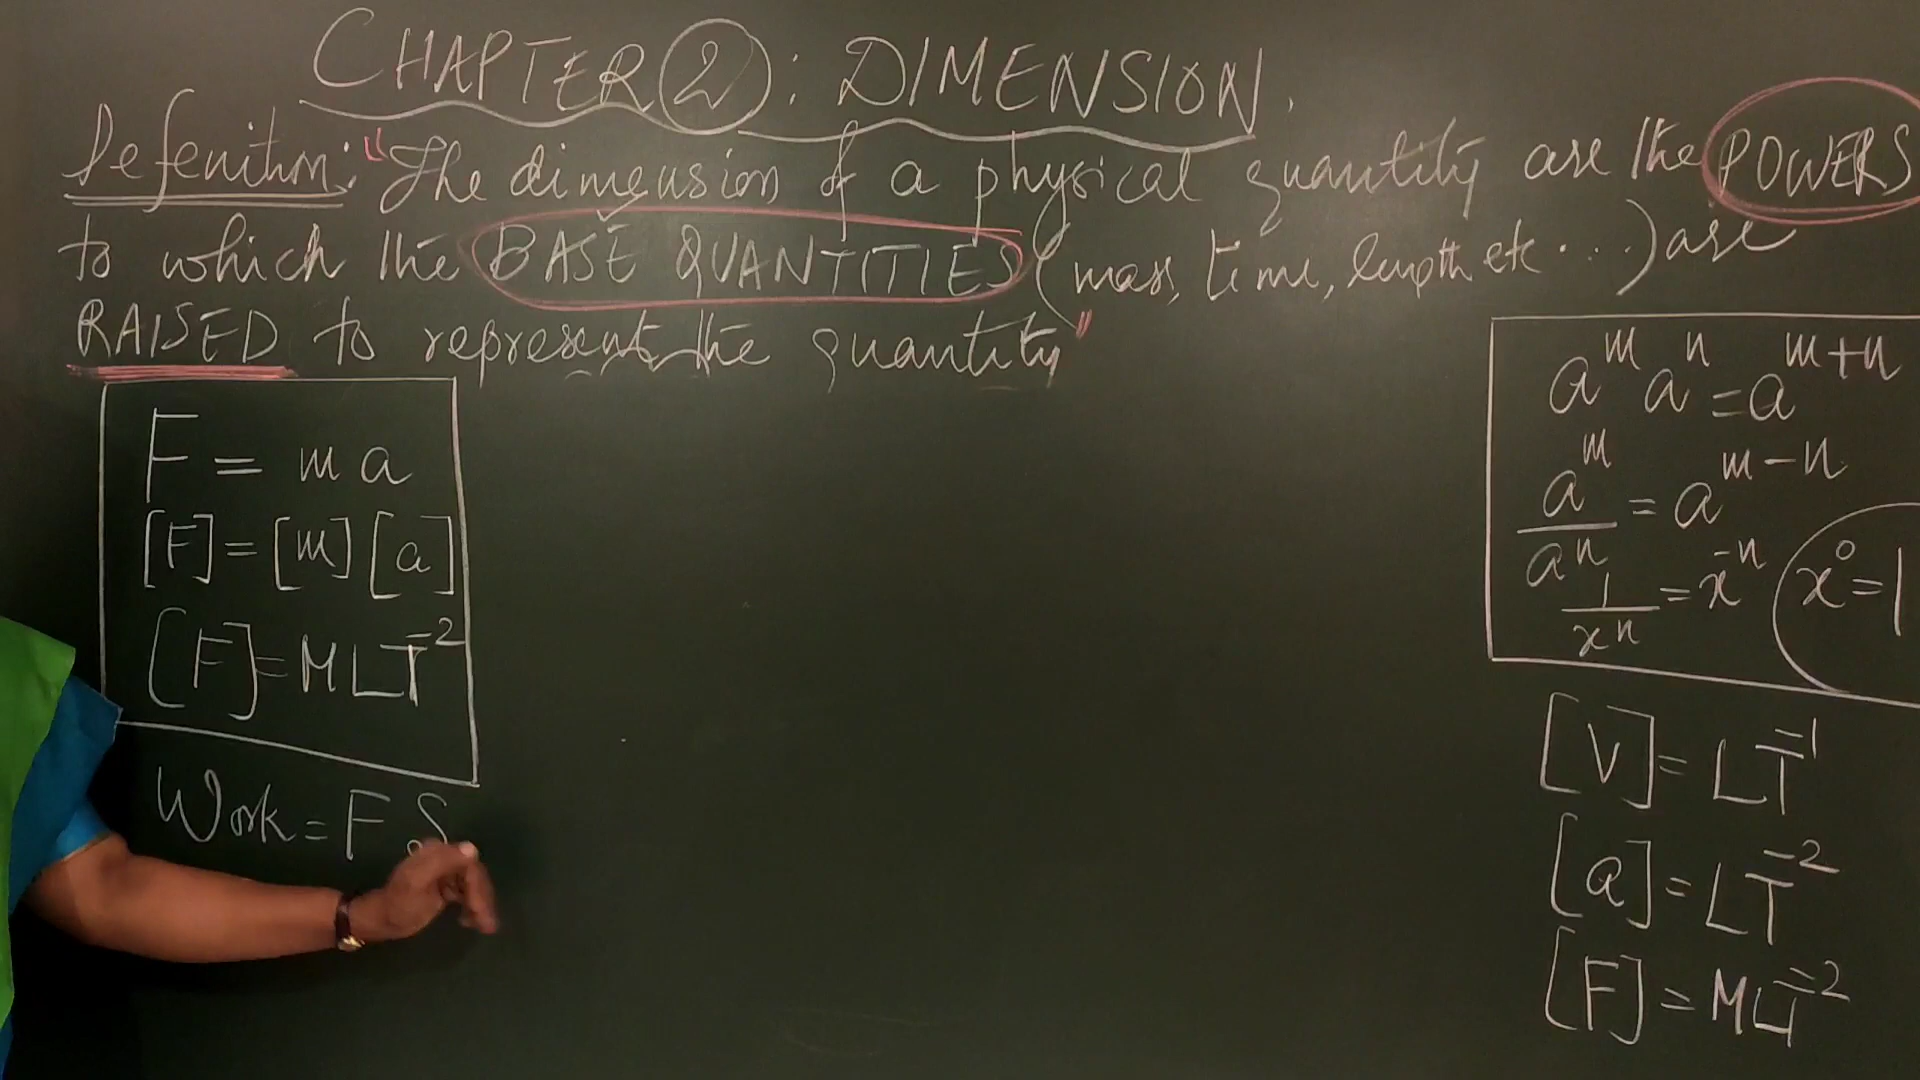 CHAPTER 2 : DIMENSION.
Defenition: "The dimension of a physical quantity are the POWERS
to which the BASE QUANTITIES (mass, time, length etc....) are
RAISED to represent the quantity"
F = m a
[F] = [m] [a]
[F] = MLT⁻²
Work = F S
aᵐ aⁿ = aᵐ⁺ⁿ
aᵐ/aⁿ = aᵐ⁻ⁿ
1/xⁿ = x⁻ⁿ x⁰ = 1
[V] = LT⁻¹
[a] = LT⁻²
[F] = MLT⁻²